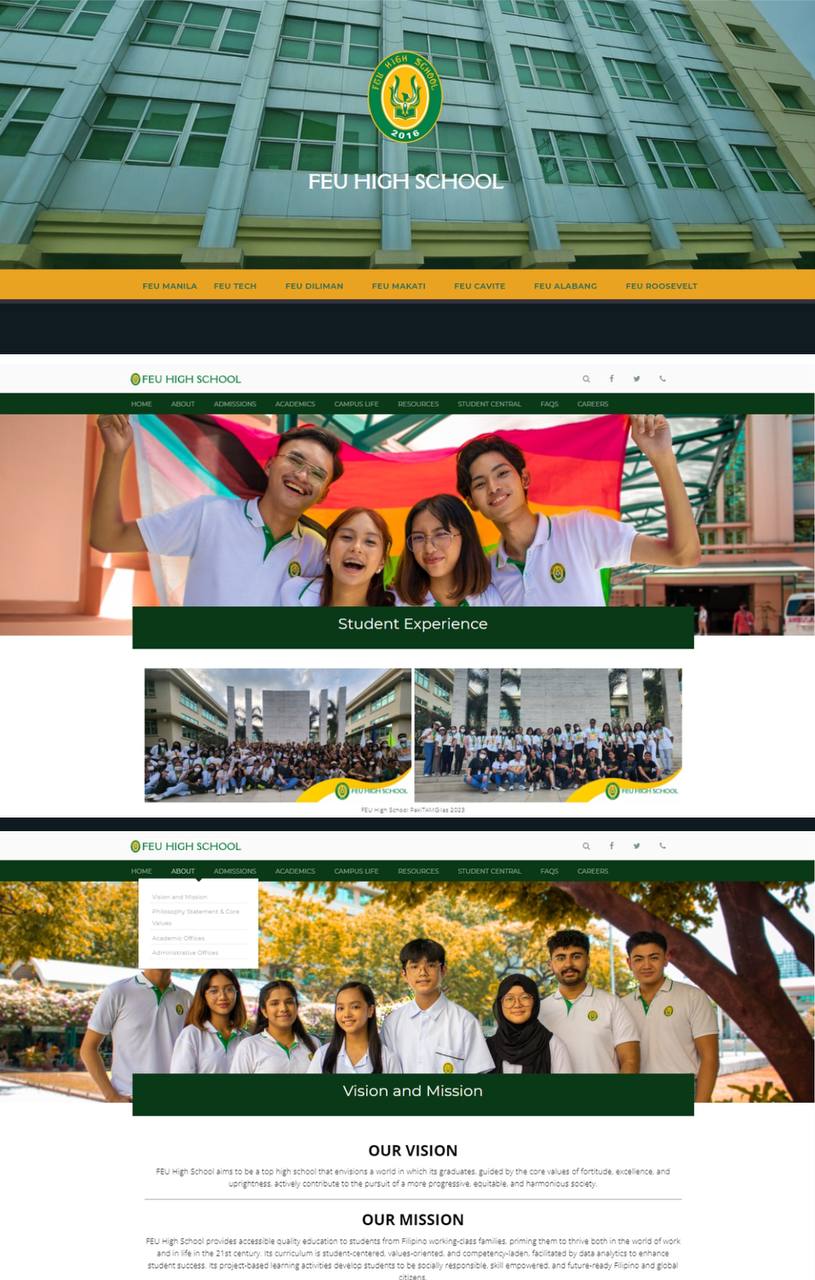 FEU HIGH SCHOOL
2016
FEU HIGH SCHOOL
FEU MANILA FEU TECH FEU DILIMAN FEU MAKATI FEU CAVITE FEU ALABANG FEU ROOSEVELT
FEU HIGH SCHOOL
HOME ABOUT ADMISSIONS ACADEMICS CAMPUS LIFE RESOURCES STUDENT CENTRAL FAQS CAREERS
Student Experience
FEU HIGH SCHOOL FEU HIGH SCHOOL
FEU High School PakiTAMGilas 2023
FEU HIGH SCHOOL
HOME ABOUT ADMISSIONS ACADEMICS CAMPUS LIFE RESOURCES STUDENT CENTRAL FAQS CAREERS
Vision and Mission
Philosophy Statement & Core
Values
Academic Offices
Administrative Offices
Vision and Mission
OUR VISION
FEU High School aims to be a top high school that envisions a world in which its graduates, guided by the core values of fortitude, excellence, and
uprightness, actively contribute to the pursuit of a more progressive, equitable, and harmonious society.
OUR MISSION
FEU High School provides accessible quality education to students from Filipino working-class families, priming them to thrive both in the world of work
and in life in the 21st century. Its curriculum is student-centered, values-oriented, and competency-laden, facilitated by data analytics to enhance
student success. Its project-based learning activities develop students to be socially responsible, skill empowered, and future-ready Filipino and global
citizens.